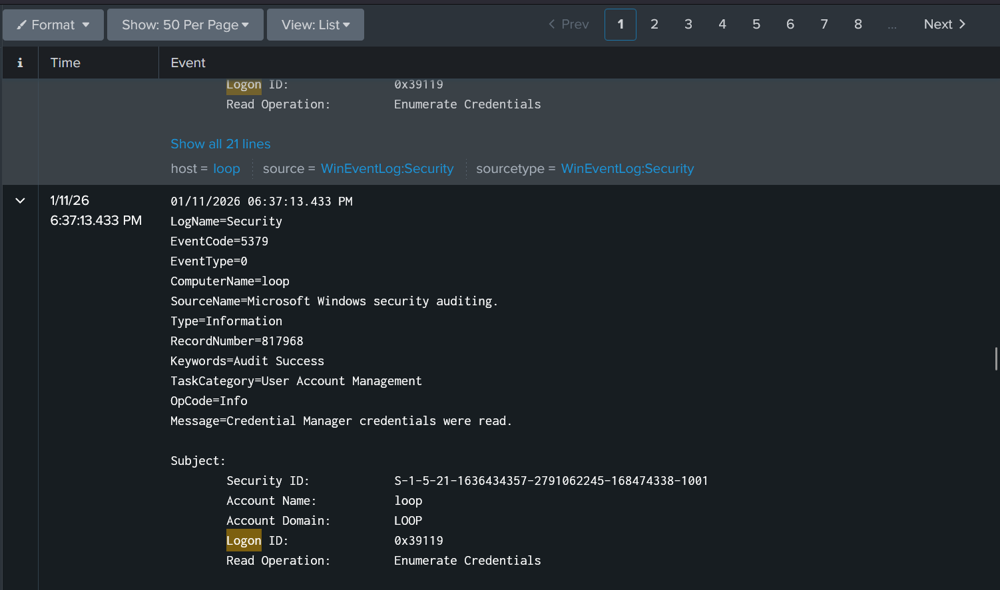 Format Show: 50 Per Page View: List Prev 1 2 3 4 5 6 7 8 ... Next
i Time Event
Logon ID: 0x39119
Read Operation: Enumerate Credentials
Show all 21 lines
host = loop source = WinEventLog:Security sourcetype = WinEventLog:Security
1/11/26 01/11/2026 06:37:13.433 PM
6:37:13.433 PM LogName=Security
EventCode=5379
EventType=0
ComputerName=loop
SourceName=Microsoft Windows security auditing.
Type=Information
RecordNumber=817968
Keywords=Audit Success
TaskCategory=User Account Management
OpCode=Info
Message=Credential Manager credentials were read.
Subject:
Security ID: S-1-5-21-1636434357-2791062245-168474338-1001
Account Name: loop
Account Domain: LOOP
Logon ID: 0x39119
Read Operation: Enumerate Credentials